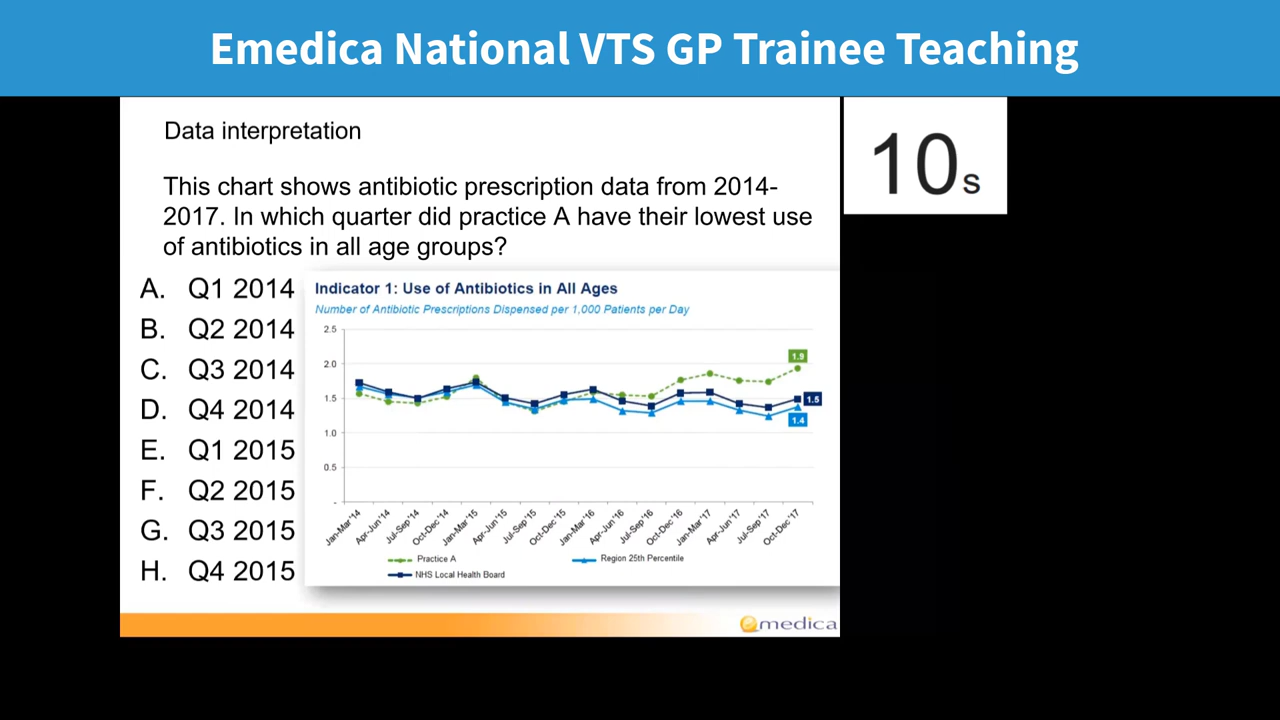 Emedica National VTS GP Trainee Teaching
Data interpretation
10s
This chart shows antibiotic prescription data from 2014-
2017. In which quarter did practice A have their lowest use
of antibiotics in all age groups?
A. Q1 2014
B. Q2 2014
C. Q3 2014
D. Q4 2014
E. Q1 2015
F. Q2 2015
G. Q3 2015
H. Q4 2015
Indicator 1: Use of Antibiotics in All Ages
Number of Antibiotic Prescriptions Dispensed per 1,000 Patients per Day
2.5
2.0
1.5
1.0
0.5
-
1.9
1.5
1.4
Jan-Mar'14
Apr-Jun'14
Jul-Sep'14
Oct-Dec'14
Jan-Mar'15
Apr-Jun'15
Jul-Sep'15
Oct-Dec'15
Jan-Mar'16
Apr-Jun'16
Jul-Sep'16
Oct-Dec'16
Jan-Mar'17
Apr-Jun'17
Jul-Sep'17
Oct-Dec'17
Practice A
Region 25th Percentile
NHS Local Health Board
emedica